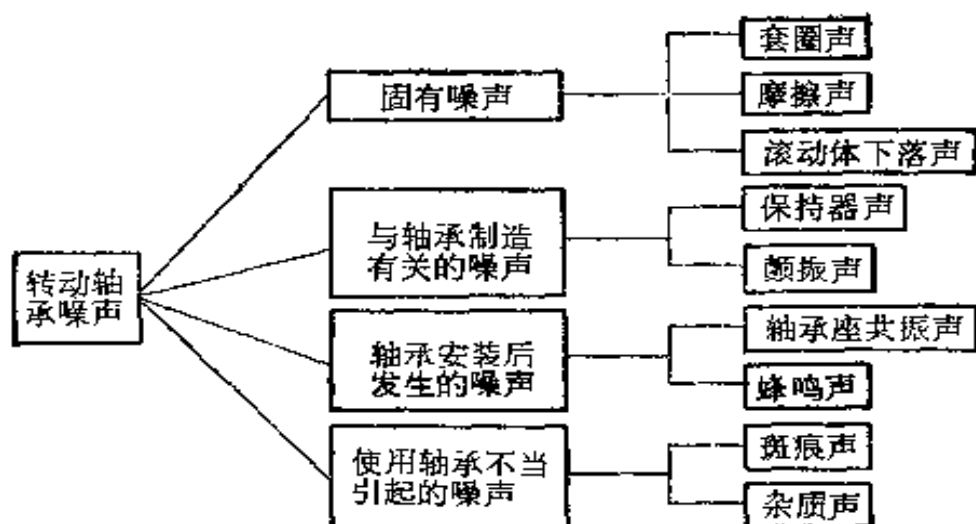 转动轴
承噪声
固有噪声
套圈声
摩擦声
滚动体下落声
与轴承制造
有关的噪声
保持器声
颤振声
轴承安装后
发生的噪声
轴承座共振声
蜂鸣声
使用轴承不当
引起的噪声
斑痕声
杂质声